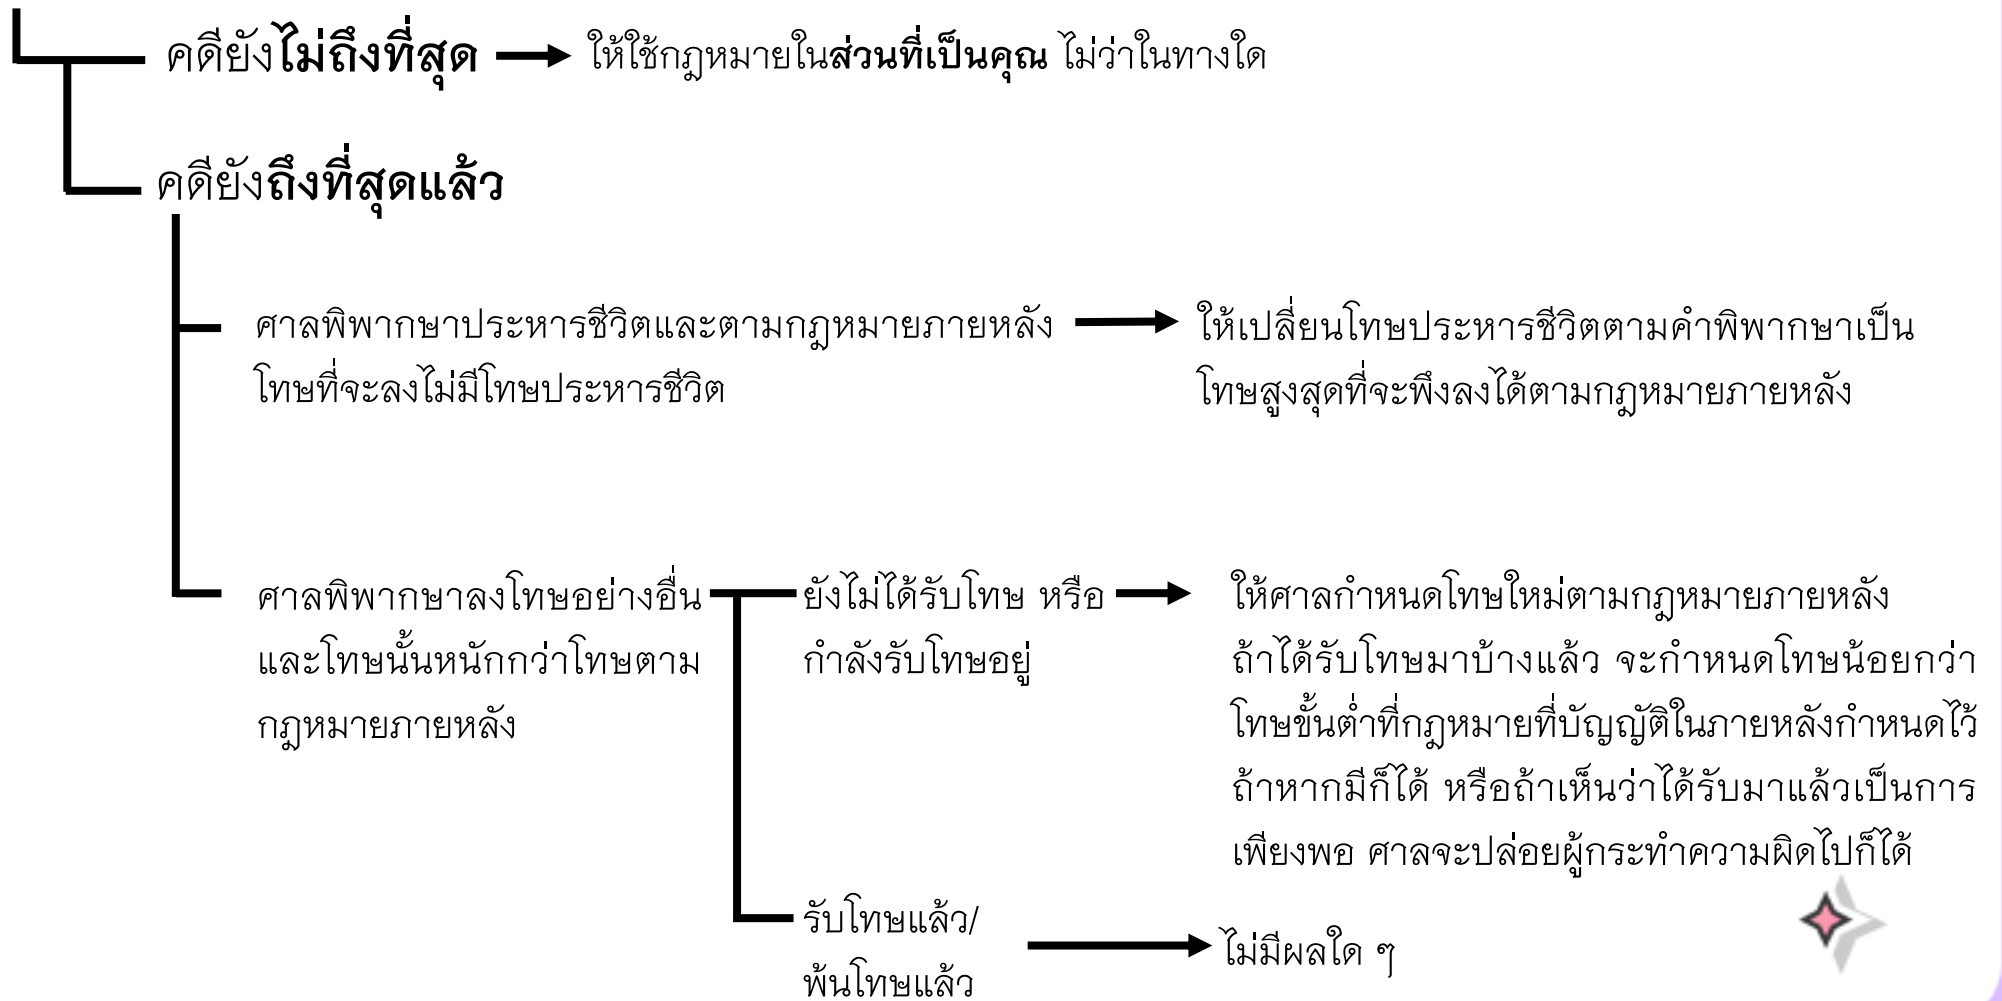 คดียังไม่ถึงที่สุด ให้ใช้กฎหมายในส่วนที่เป็นคุณ ไม่ว่าในทางใด
คดียังถึงที่สุดแล้ว
ศาลพิพากษาประหารชีวิตและตามกฎหมายภายหลัง
โทษที่จะลงไม่มีโทษประหารชีวิต
ให้เปลี่ยนโทษประหารชีวิตตามคำพิพากษาเป็น
โทษสูงสุดที่จะพึงลงได้ตามกฎหมายภายหลัง
ศาลพิพากษาลงโทษอย่างอื่น
และโทษนั้นหนักกว่าโทษตาม
กฎหมายภายหลัง
ยังไม่ได้รับโทษ หรือ
กำลังรับโทษอยู่
ให้ศาลกำหนดโทษใหม่ตามกฎหมายภายหลัง
ถ้าได้รับโทษมาบ้างแล้ว จะกำหนดโทษน้อยกว่า
โทษขั้นต่ำที่กฎหมายที่บัญญัติในภายหลังกำหนดไว้
ถ้าหากมีก็ได้ หรือถ้าเห็นว่าได้รับมาแล้วเป็นการ
เพียงพอ ศาลจะปล่อยผู้กระทำความผิดไปก็ได้
รับโทษแล้ว/
พ้นโทษแล้ว
ไม่มีผลใด ๆ